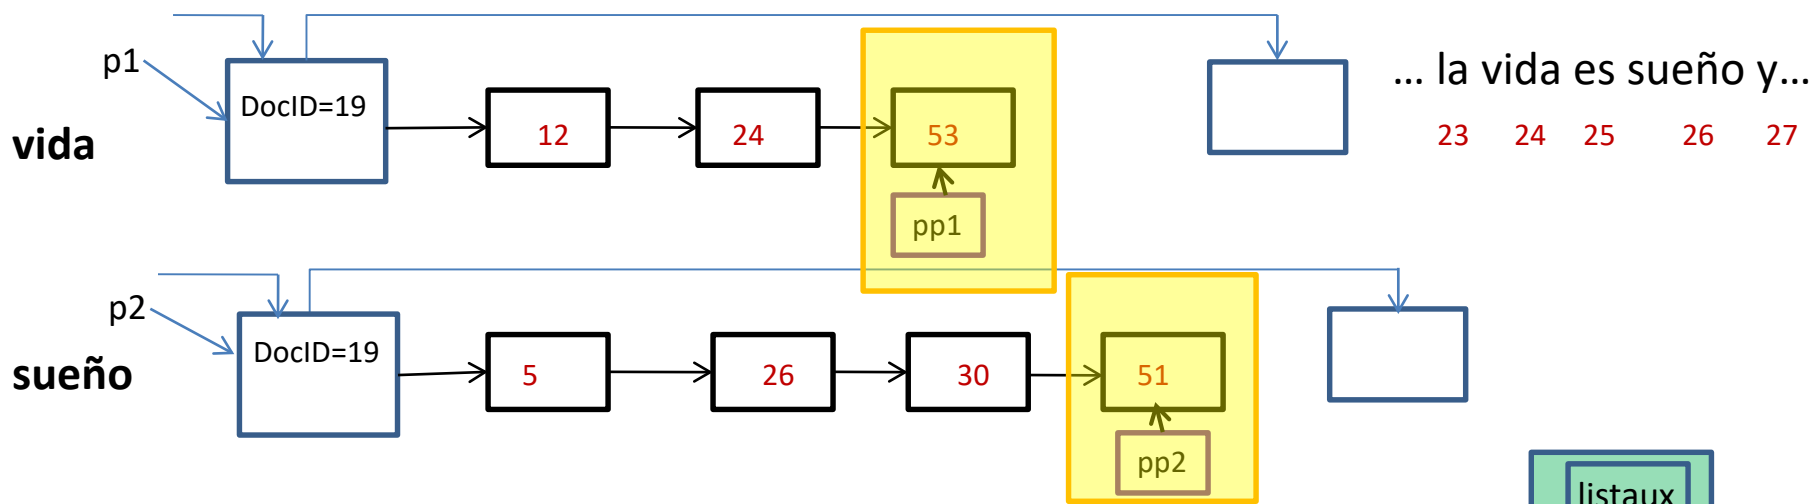 p1
DocID=19
... la vida es sueño y...
vida
12
24
53
23 24 25 26 27
pp1
p2
DocID=19
sueño
5
26
30
51
pp2
listaux